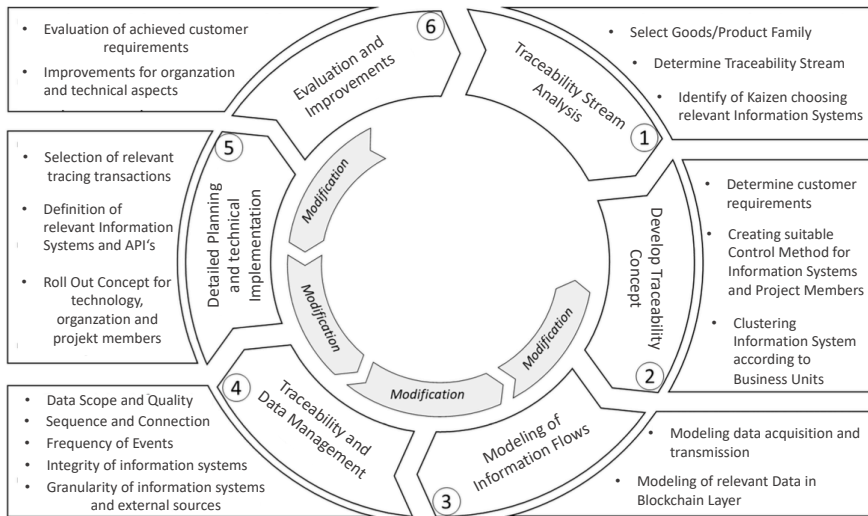 6
Evaluation and
Improvements
• Evaluation of achieved customer
requirements
• Improvements for organzation
and technical aspects
Traceability Stream
Analysis
1
• Select Goods/Product Family
• Determine Traceability Stream
• Identify of Kaizen choosing
relevant Information Systems
Develop Traceability
Concept
2
• Determine customer
requirements
• Creating suitable
Control Method for
Information Systems
and Project Members
• Clustering
Information System
according to
Business Units
Modeling of
Information Flows
3
• Modeling data acquisition and
transmission
• Modeling of relevant Data in
Blockchain Layer
Traceability and
Data Management
4
• Data Scope and Quality
• Sequence and Connection
• Frequency of Events
• Integrity of information systems
• Granularity of information systems
and external sources
5
Detailed Planning
and technical
Implementation
• Selection of relevant
tracing transactions
• Definition of
relevant Information
Systems and API‘s
• Roll Out Concept for
technology,
organzation and
projekt members
Modification
Modification
Modification
Modification